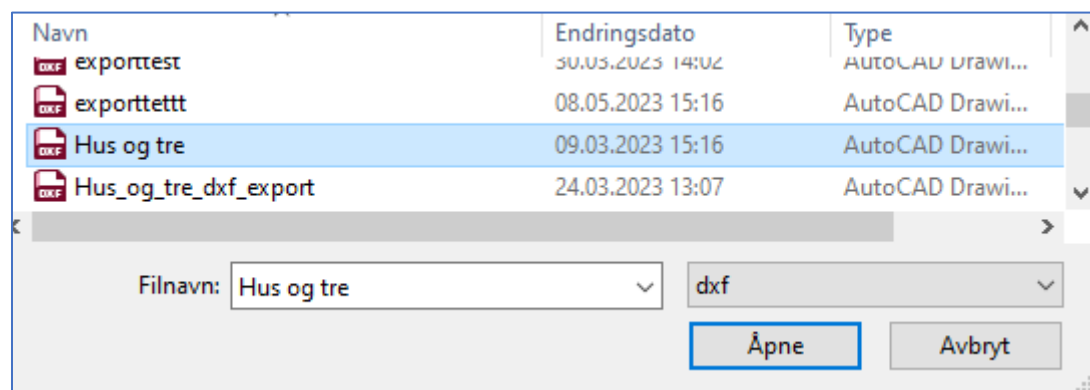 Navn Endringsdato Type
exporttest 30.03.2023 14:02 AutoCAD Drawi...
exporttettt 08.05.2023 15:16 AutoCAD Drawi...
Hus og tre 09.03.2023 15:16 AutoCAD Drawi...
Hus_og_tre_dxf_export 24.03.2023 13:07 AutoCAD Drawi...
Filnavn: Hus og tre dxf
Åpne Avbryt